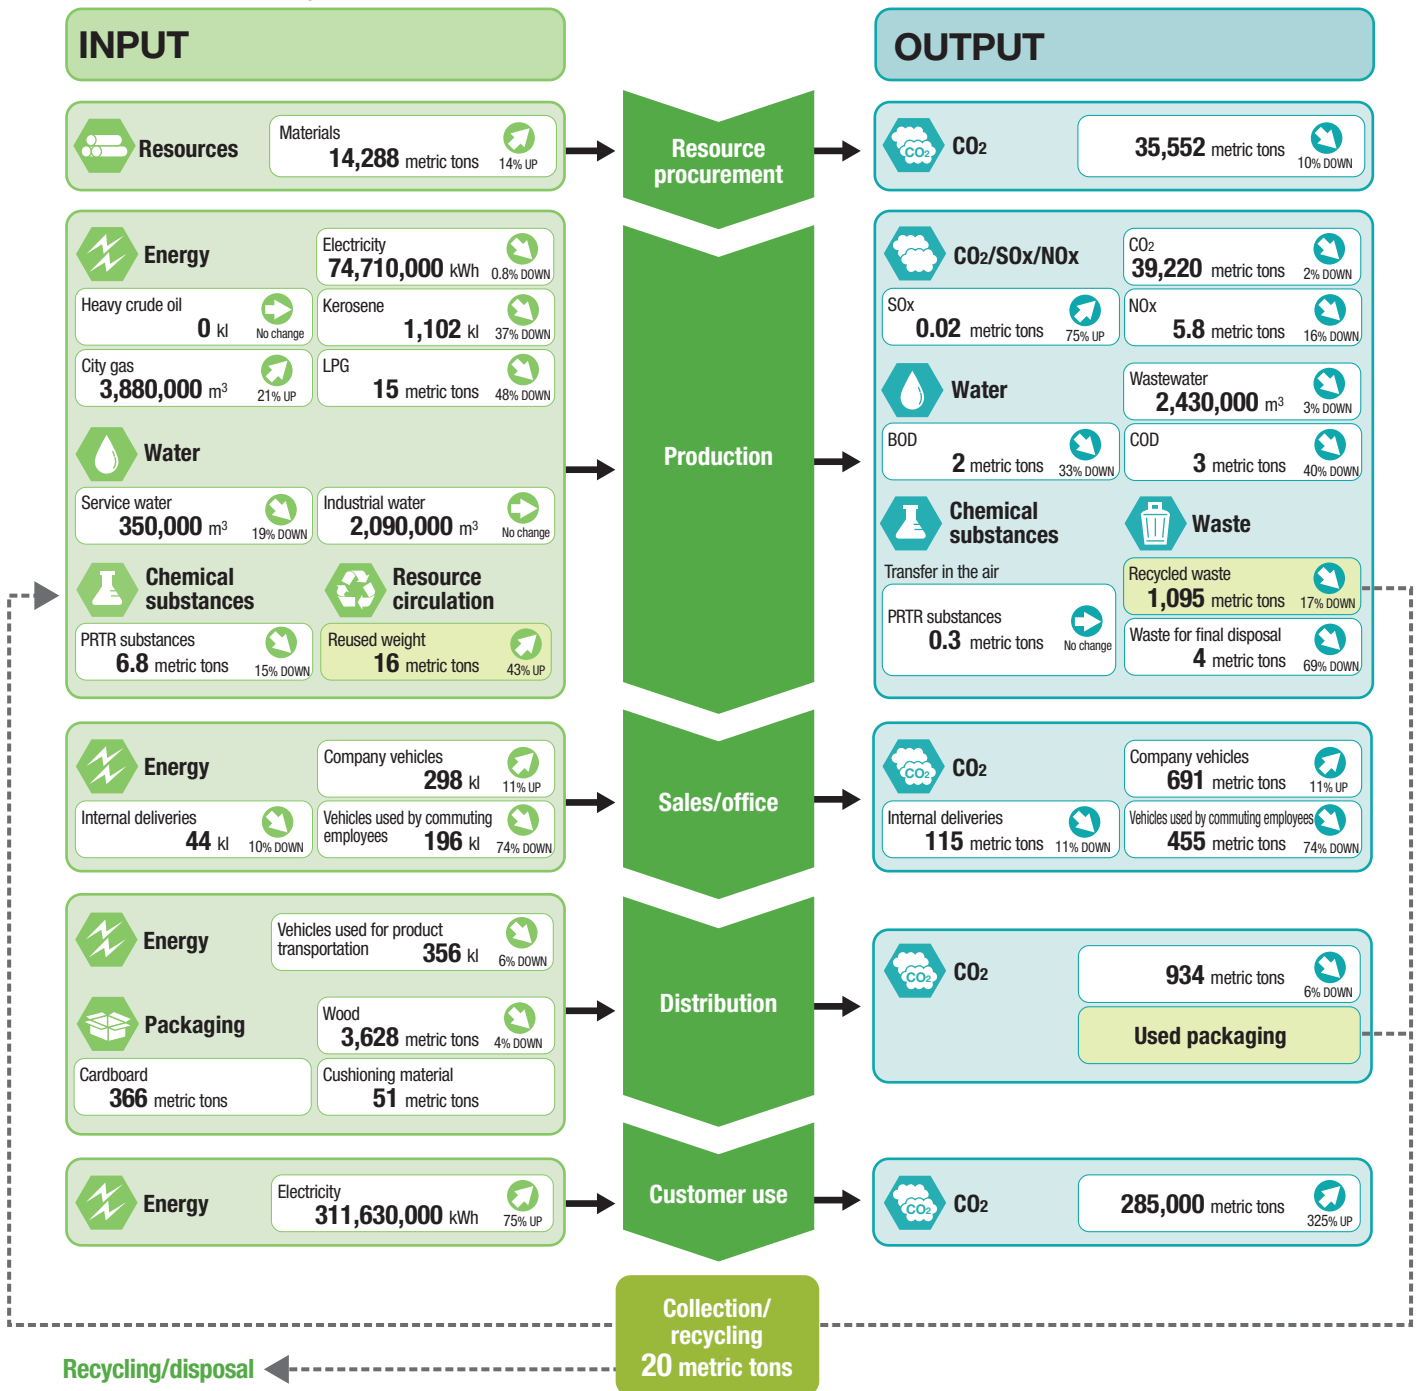 INPUT
OUTPUT
Resources
Materials
14,288 metric tons
14% UP
Resource
procurement
CO2
CO2
35,552 metric tons
10% DOWN
Energy
Electricity
74,710,000 kWh
0.8% DOWN
Heavy crude oil
0 kl
No change
Kerosene
1,102 kl
37% DOWN
City gas
3,880,000 m3
21% UP
LPG
15 metric tons
48% DOWN
Water
Service water
350,000 m3
19% DOWN
Industrial water
2,090,000 m3
No change
Chemical
substances
PRTR substances
6.8 metric tons
15% DOWN
Resource
circulation
Reused weight
16 metric tons
43% UP
Production
CO2/SOx/NOx
CO2
39,220 metric tons
2% DOWN
SOx
0.02 metric tons
75% UP
NOx
5.8 metric tons
16% DOWN
Water
Wastewater
2,430,000 m3
3% DOWN
BOD
2 metric tons
33% DOWN
COD
3 metric tons
40% DOWN
Chemical
substances
Transfer in the air
PRTR substances
0.3 metric tons
No change
Waste
Recycled waste
1,095 metric tons
17% DOWN
Waste for final disposal
4 metric tons
69% DOWN
Energy
Company vehicles
298 kl
11% UP
Internal deliveries
44 kl
10% DOWN
Vehicles used by commuting
employees 196 kl
74% DOWN
Sales/office
CO2
CO2
Company vehicles
691 metric tons
11% UP
Internal deliveries
115 metric tons
11% DOWN
Vehicles used by commuting employees
455 metric tons
74% DOWN
Energy
Vehicles used for product
transportation 356 kl
6% DOWN
Packaging
Wood
3,628 metric tons
4% DOWN
Cardboard
366 metric tons
Cushioning material
51 metric tons
Distribution
CO2
CO2
934 metric tons
6% DOWN
Used packaging
Energy
Electricity
311,630,000 kWh
75% UP
Customer use
CO2
CO2
285,000 metric tons
325% UP
Collection/
recycling
20 metric tons
Recycling/disposal